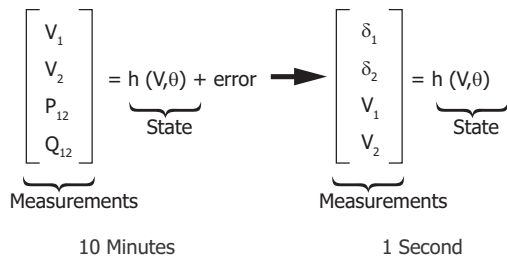 V1
V2
P12
Q12
= h (V,θ) + error
State
Measurements
10 Minutes
δ1
δ2
V1
V2
= h (V,θ)
State
Measurements
1 Second